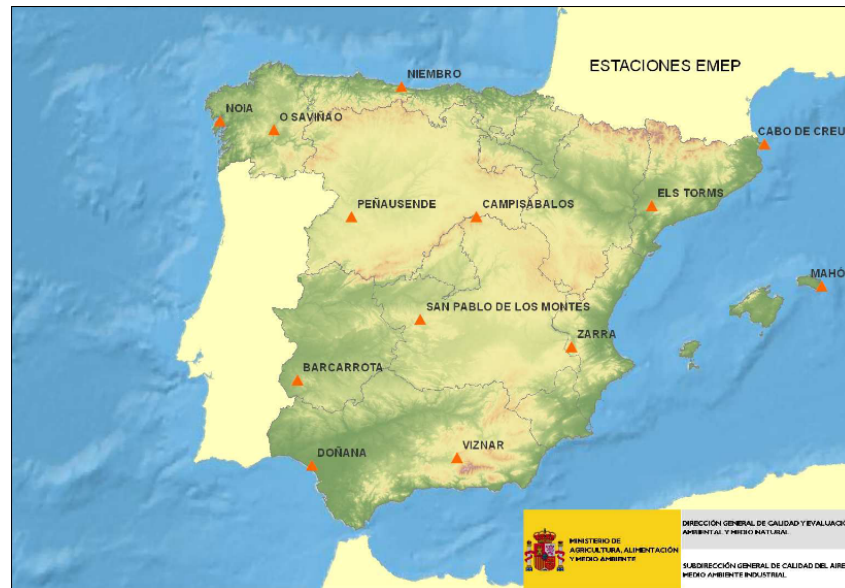 ESTACIONES EMEP
NIEMBRO
NOIA
O SAVIÑAO
CABO DE CREU
PEÑAUSENDE
CAMPISÁBALOS
ELS TORMS
MAHÓ
SAN PABLO DE LOS MONTES
ZARRA
BARCARROTA
DOÑANA
VIZNAR
MINISTERIO DE
AGRICULTURA, ALIMENTACIÓN
Y MEDIO AMBIENTE
DIRECCIÓN GENERAL DE CALIDAD Y EVALUACIÓ
AMBIENTAL Y MEDIO NATURAL
SUBDIRECCIÓN GENERAL DE CALIDAD DEL AIRE
MEDIO AMBIENTE INDUSTRIAL